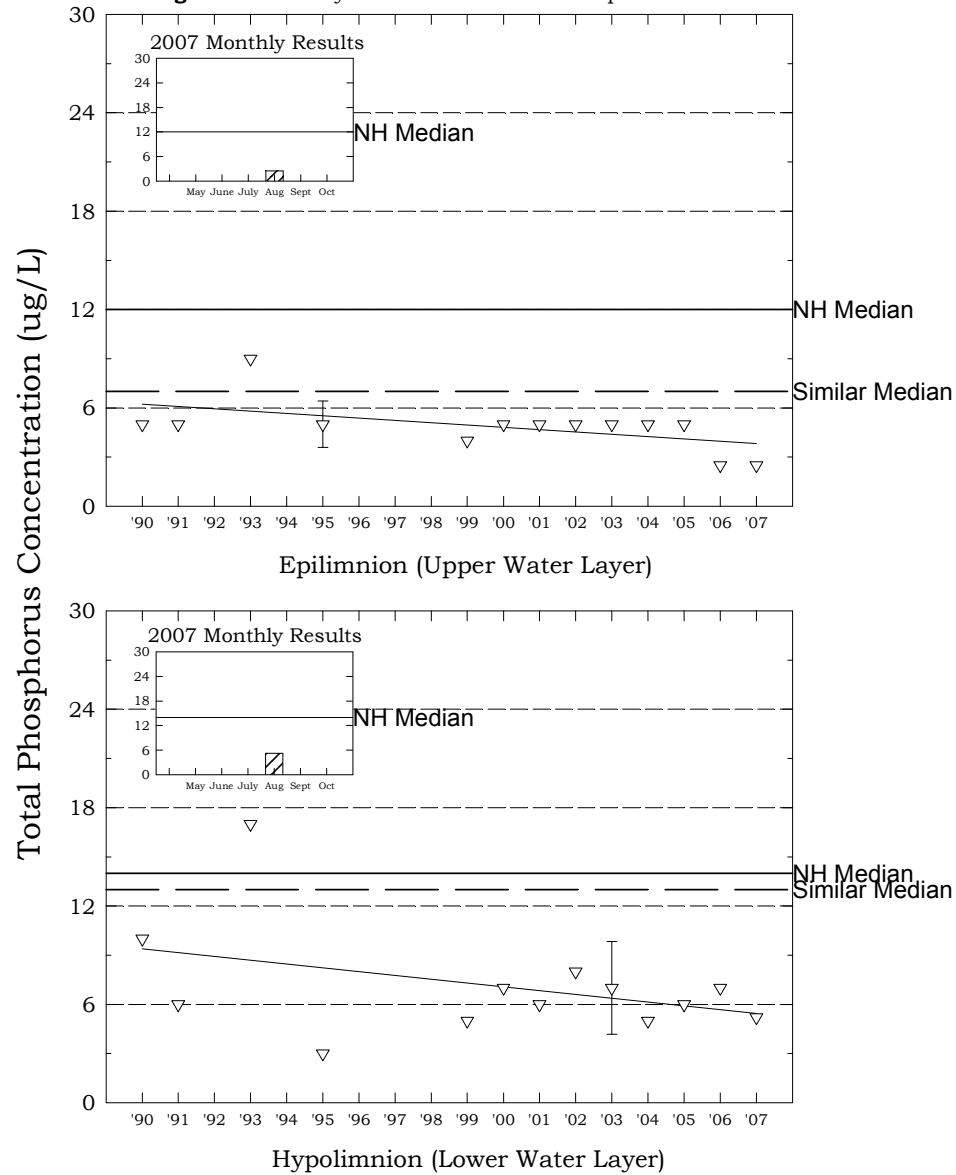 Total Phosphorus Concentration (ug/L)
2007 Monthly Results
30
24
18
12
6
0
May June July Aug Sept Oct
NH Median
30
24
18
12
6
0
NH Median
Similar Median
'90 '91 '92 '93 '94 '95 '96 '97 '98 '99 '00 '01 '02 '03 '04 '05 '06 '07
Epilimnion (Upper Water Layer)
2007 Monthly Results
30
24
18
12
6
0
May June July Aug Sept Oct
NH Median
30
24
18
12
6
0
NH Median
Similar Median
'90 '91 '92 '93 '94 '95 '96 '97 '98 '99 '00 '01 '02 '03 '04 '05 '06 '07
Hypolimnion (Lower Water Layer)